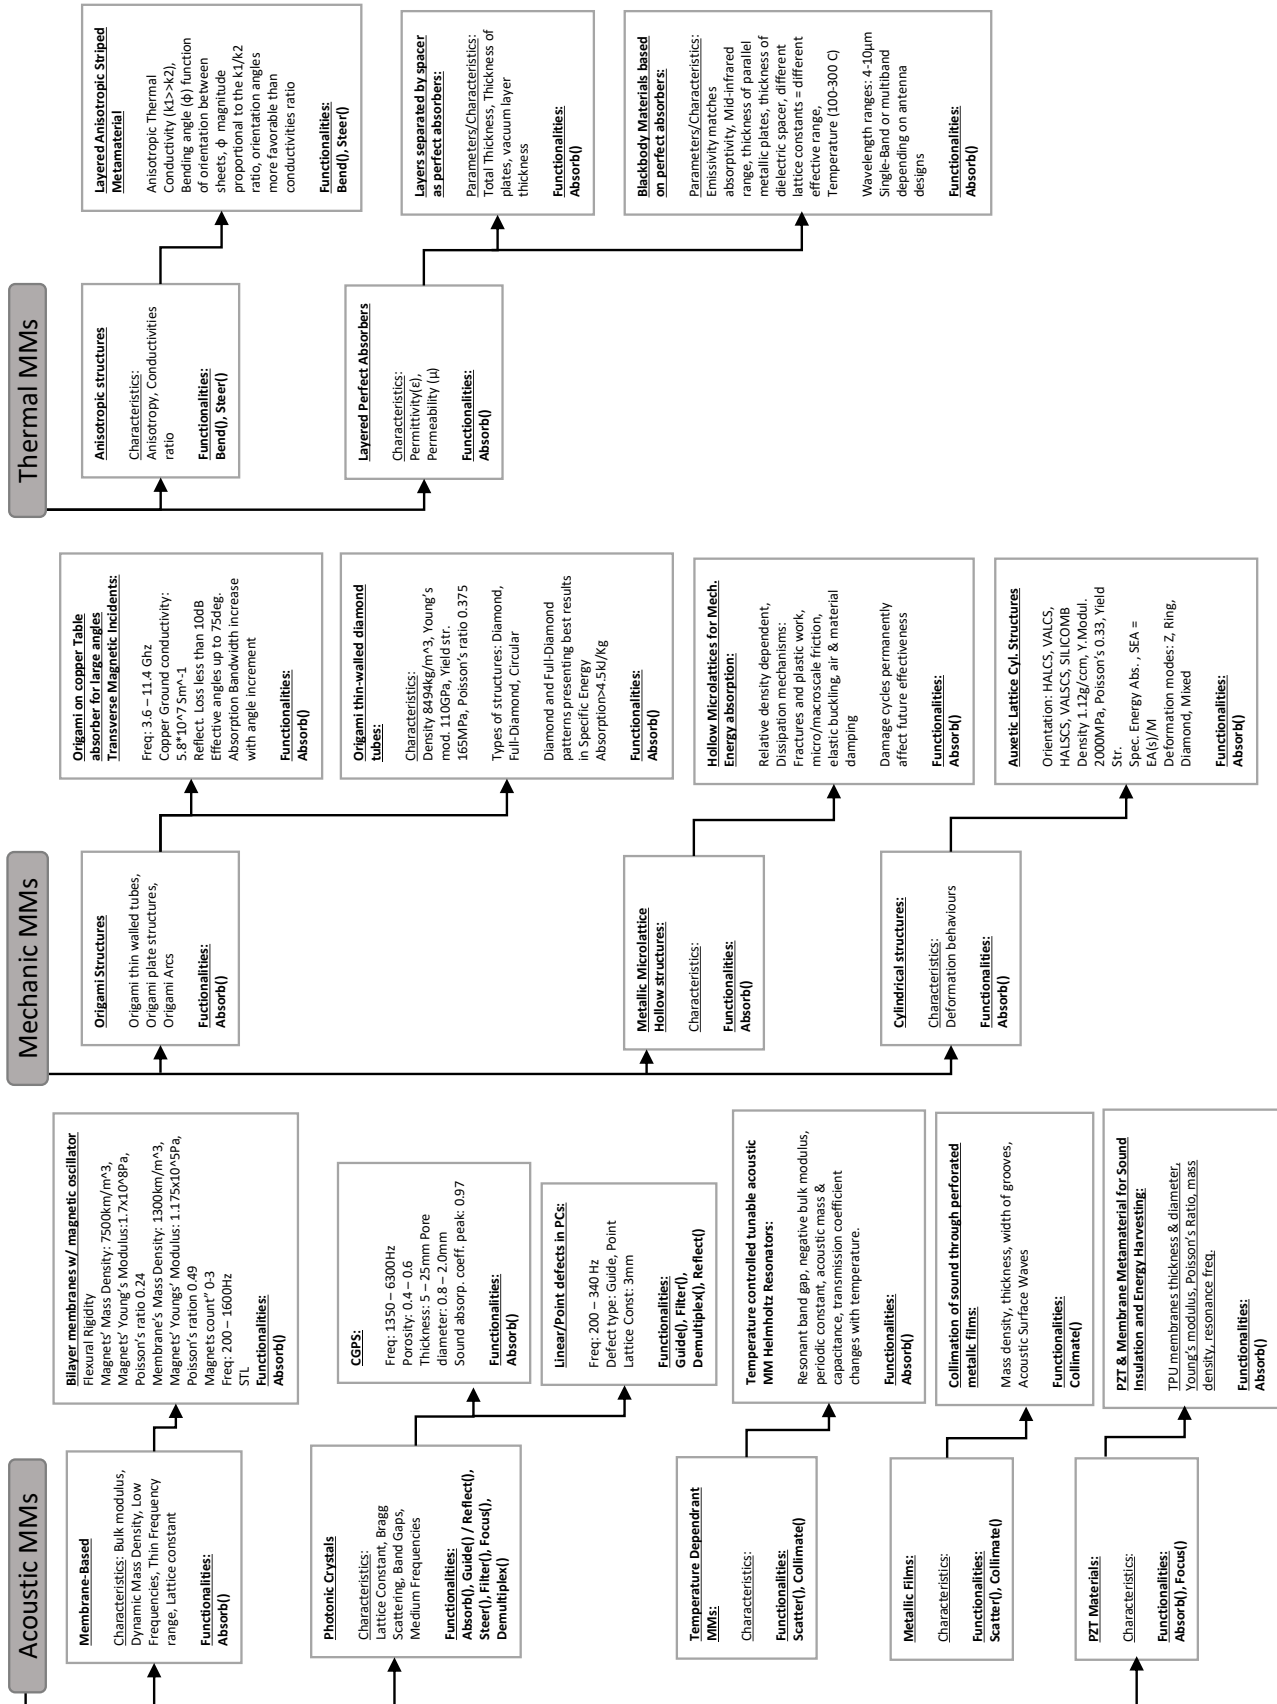 Acoustic MMs
Membrane-Based
Characteristics: Bulk modulus,
Dynamic Mass Density, Low
Frequencies, Thin Frequency
range, Lattice constant
Functionalities:
Absorb()
Bilayer membranes w/ magnetic oscillator
Flexural Rigidity
Maignets' Mass Density: 7500km/m^3,
Magnets' Young's Modulus:1.7x10^8Pa,
Poisson's ratio 0.24
Membrane's Mass Density: 1300km/m^3,
Magnets' Youngs' Modulus: 1.175x10^5Pa,
Poisson's ration 0.49
Magnets count" 0-3
Freq: 200 – 1600Hz
STL
Functionalities:
Absorb()
Photonic Crystals
Characteristics:
Lattice Constant, Bragg
Scattering, Band Gaps,
Medium Frequencies
Functionalities:
Absorb(), Guide() / Reflect(),
Steer(), Filter(), Focus(),
Demultiplex()
CGPS:
Freq: 1350 – 6300Hz
Porosity: 0.4 – 0.6
Thickness: 5 – 25mm Pore
diameter: 0.8 – 2.0mm
Sound absorp. coeff. peak: 0.97
Functionalities:
Absorb()
Linear/Point defects in PCs:
Freq: 200 – 340 Hz
Defect type: Guide, Point
Lattice Const: 3mm
Functionalities:
Guide(), Filter(),
Demultiplex(), Reflect()
Temperature Dependrant
MMs:
Characteristics:
Functionalities:
Scatter(), Collimate()
Temperature controlled tunable acoustic
MM Helmholtz Resonators:
Resonant band gap, negative bulk modulus,
periodic constant, acoustic mass &
capacitance, transmission coefficient
changes with temperature.
Functionalities:
Absorb()
Metallic Films:
Characteristics:
Functionalities:
Scatter(), Collimate()
Collimation of sound through perforated
metalic films:
Mass density, thickness, width of grooves,
Acoustic Surface Waves
Functionalities:
Collimate()
PZT Materials:
Characteristics:
Functionalities:
Absorb(), Focus()
PZT & Membrane Metamaterial for Sound
Insulation and Energy Harvesting:
TPU membranes thickness & diameter,
Young's modulus, Poisson's Ratio, mass
density, resonance freq.
Functionalities:
Absorb()
Mechanic MMs
Origami Structures
Origami thin walled tubes,
Origami plate structures,
Origami Arcs
Fuctionalities:
Absorb()
Origami on copper Table
absorber for large angles
Transverse Magnetic Incidents:
Freq: 3.6 – 11.4 Ghz
Copper Ground conductivity:
5.8*10^7 Sm^-1
Reflect. Loss less than 10dB
Effective angles up to 75deg.
Absorption Bandwidth increase
with angle increment
Functionalities:
Absorb()
Origami thin-walled diamond
tubes:
Characteristics:
Density 8494kg/m^3, Young's
mod. 110GPa, Yield str.
165MPa, Poisson's ratio 0.375
Types of structures: Diamond,
Full-Diamond, Circular
Diamond and Full-Diamond
patterns presenting best results
in Specific Energy
Absorption>4.5kJ/Kg
Functionalities:
Absorb()
Metallic Microlattice
Hollow structures:
Characteristics:
Functionalities:
Absorb()
Hollow Microlattices for Mech.
Energy absorption:
Relative density dependent,
Dissipation mechanisms:
Fractures and plastic work,
micro/macroscale friction,
elastic buckling, air & material
damping
Damage cycles permanently
affect future effectiveness
Functionalities:
Absorb()
Cylindrical structures:
Characteristics:
Deformation behaviours
Functionalities:
Absorb()
Auxetic Lattice Cyl. Structures
Orientation: HALCS, VALCS,
HALSCS, VALSCS, SILICOMB
Density 1.12g/ccm, Y.Modul.
2000MPa, Poisson's 0.33, Yield
Str.
Spec. Energy Abs. , SEA =
EA(s)/M
Deformation modes: Z, Ring,
Diamond, Mixed
Functionalities:
Absorb()
Thermal MMs
Anisotropic structures
Characteristics:
Anisotropy, Conductivities
ratio
Functionalities:
Bend(), Steer()
Layered Anisotropic Striped
Metamaterial
Anisotropic Thermal
Conductivity (k1>>k2),
Bending angle (ϕ) function
of orientation between
sheets, ϕ magnitude
proportional to the k1/k2
ratio, orientation angles
more favorable than
conductivities ratio
Functionalities:
Bend(), Steer()
Layered Perfect Absorbers
Characteristics:
Permittivity(ε),
Permeability (μ)
Functionalities:
Absorb()
Layers separated by spacer
as perfect absorbers:
Parameters/Characteristics:
Total Thickness, Thickness of
plates, vacuum layer
thickness
Functionalities:
Absorb()
Blackbody Materials based
on perfect absorbers:
Parameters/Characteristics:
Emissivity matches
absorptivity, Mid-infrared
range, thickness of parallel
metallic plates, thickness of
dielectric spacer, different
lattice constants = different
effective range,
Temperature (100-300 C)
Wavelength ranges: 4-10μm
Single-Band or multiband
depending on antenna
designs
Functionalities:
Absorb()